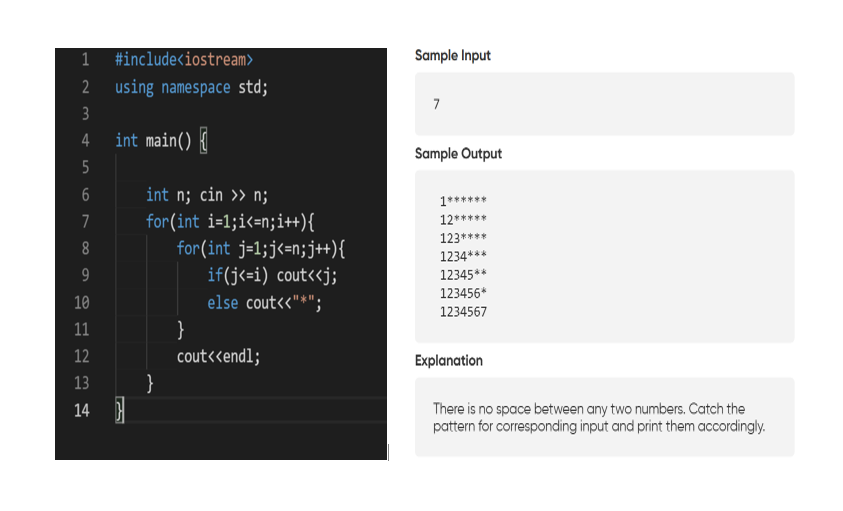 1 #include<iostream>
2 using namespace std;
3
4 int main() {
5
6 int n; cin >> n;
7 for(int i=1;i<=n;i++){
8 for(int j=1;j<=n;j++){
9 if(j<=i) cout<<j;
10 else cout<<"*";
11 }
12 cout<<endl;
13 }
14 }
Sample Input
7
Sample Output
1******
12*****
123****
1234***
12345**
123456*
1234567
Explanation
There is no space between any two numbers. Catch the
pattern for corresponding input and print them accordingly.